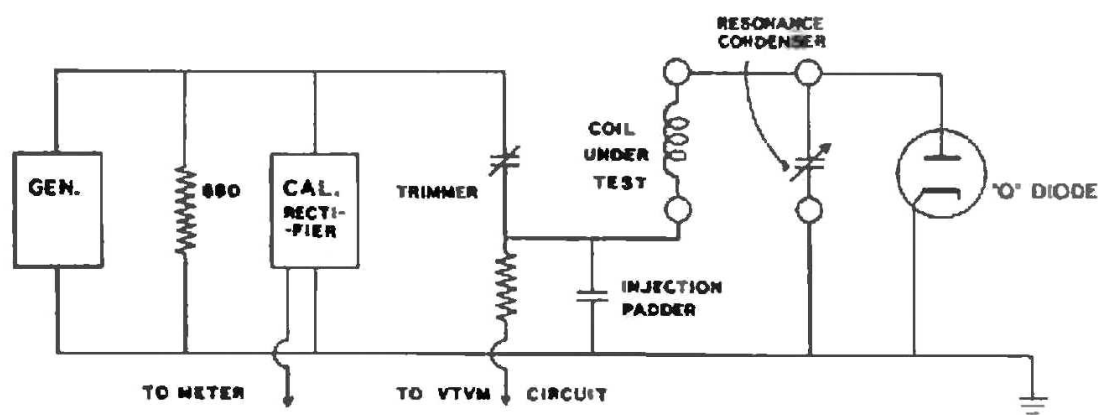 RESONANCE
CONDENSER
GEN.
680
CAL.
RECTI-
-FIER
TRIMMER
COIL
UNDER
TEST
"Q" DIODE
INJECTION
PADDER
TO METER
TO VTVM CIRCUIT